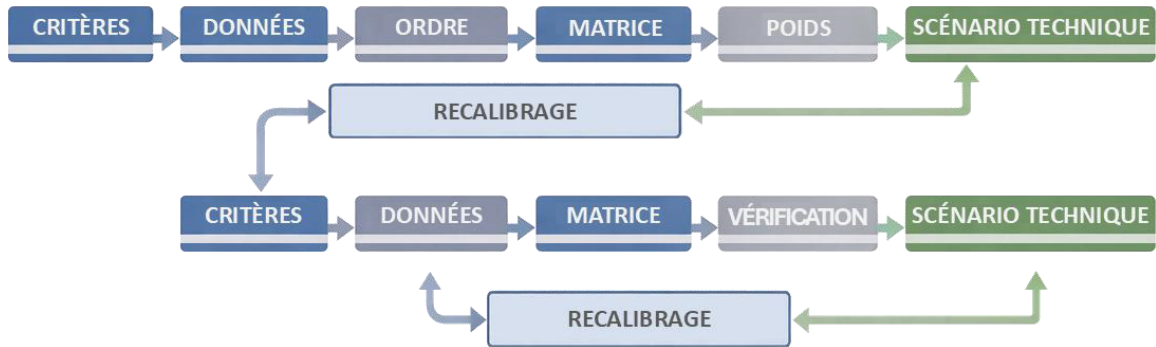 CRITÈRES
DONNÉES
ORDRE
MATRICE
POIDS
SCÉNARIO TECHNIQUE
RECALIBRAGE
CRITÈRES
DONNÉES
MATRICE
VÉRIFICATION
SCÉNARIO TECHNIQUE
RECALIBRAGE